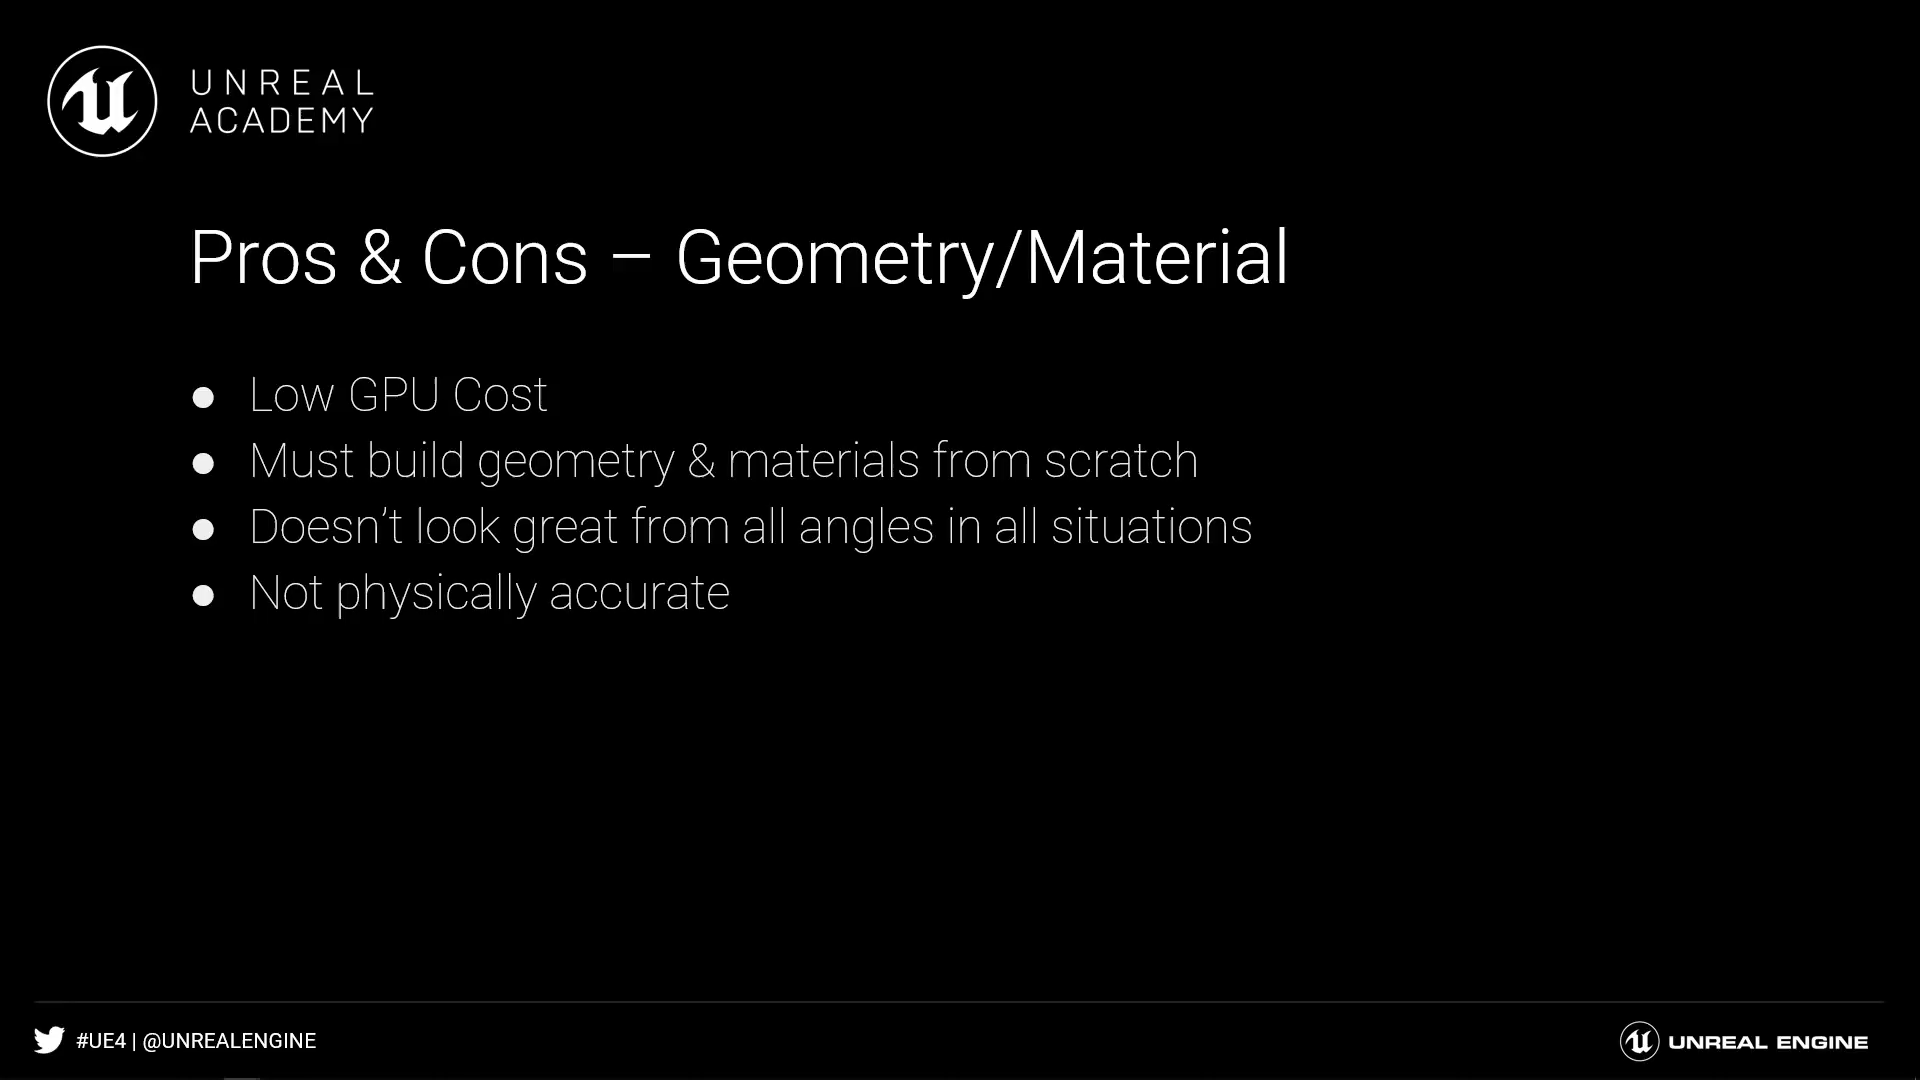 UNREAL
ACADEMY
Pros & Cons – Geometry/Material
● Low GPU Cost
● Must build geometry & materials from scratch
● Doesn’t look great from all angles in all situations
● Not physically accurate
#UE4 | @UNREALENGINE
UNREAL ENGINE